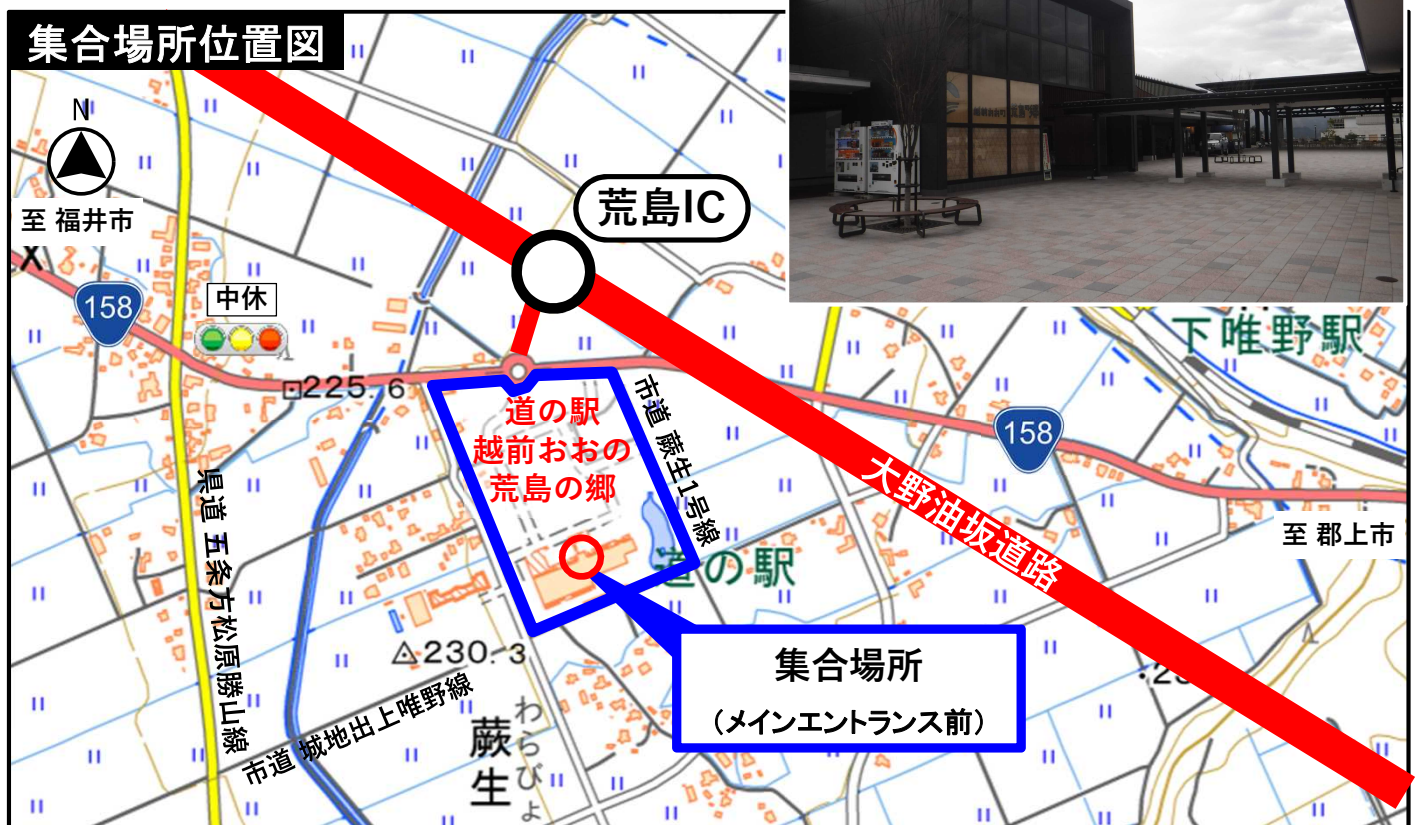 集合場所位置図
N
至 福井市
荒島IC
158
中休
225.6
道の駅
越前おおの
荒島の郷
市道 蕨生1号線
下唯野駅
158
大野油坂道路
至 郡上市
県道 五条方松原勝山線
道の駅
集合場所
（メインエントランス前）
230.3
市道 城地出上唯野線
蕨生
わらびょ